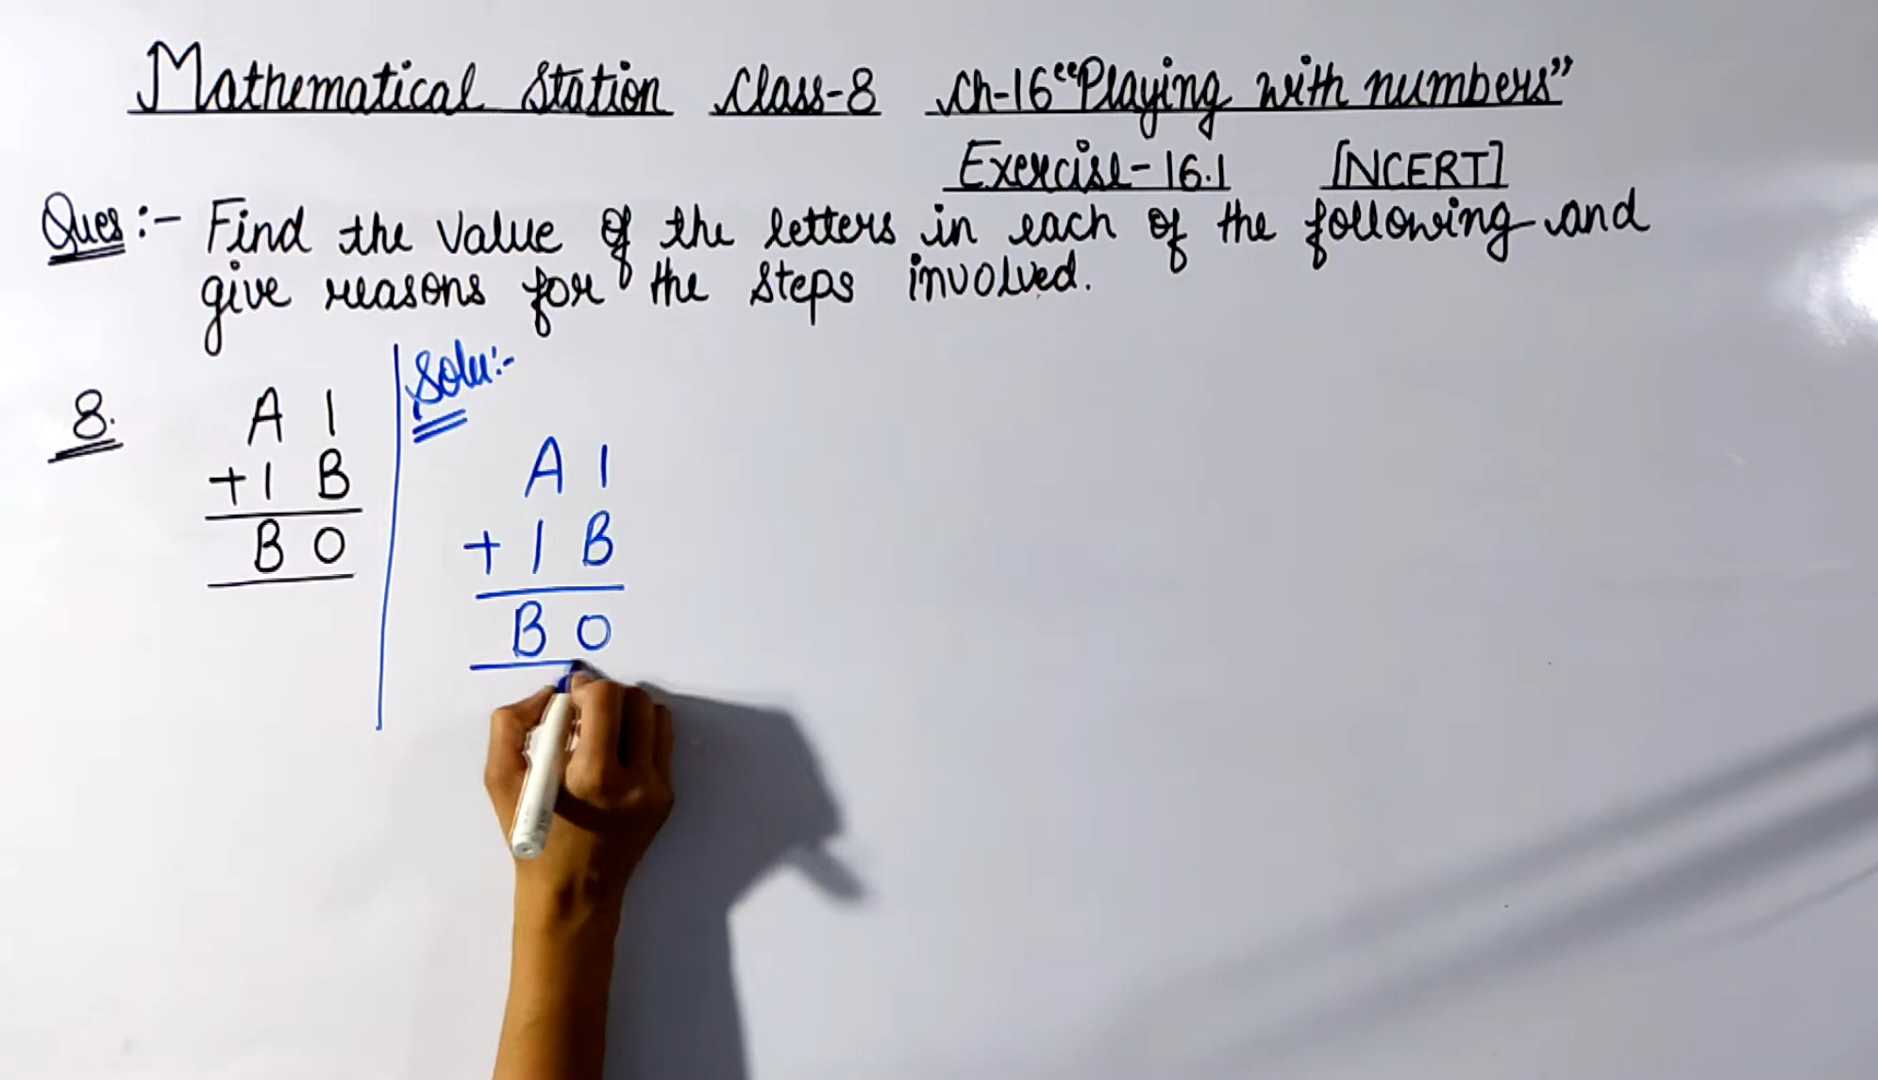 Mathematical Station Class-8 Ch-16 "Playing with numbers"
Exercise-16.1 [NCERT]
Ques:- Find the value of the letters in each of the following and
give reasons for the steps involved.
8.
A 1
+ 1 B
B 0
Solu:-
A 1
+ 1 B
B 0